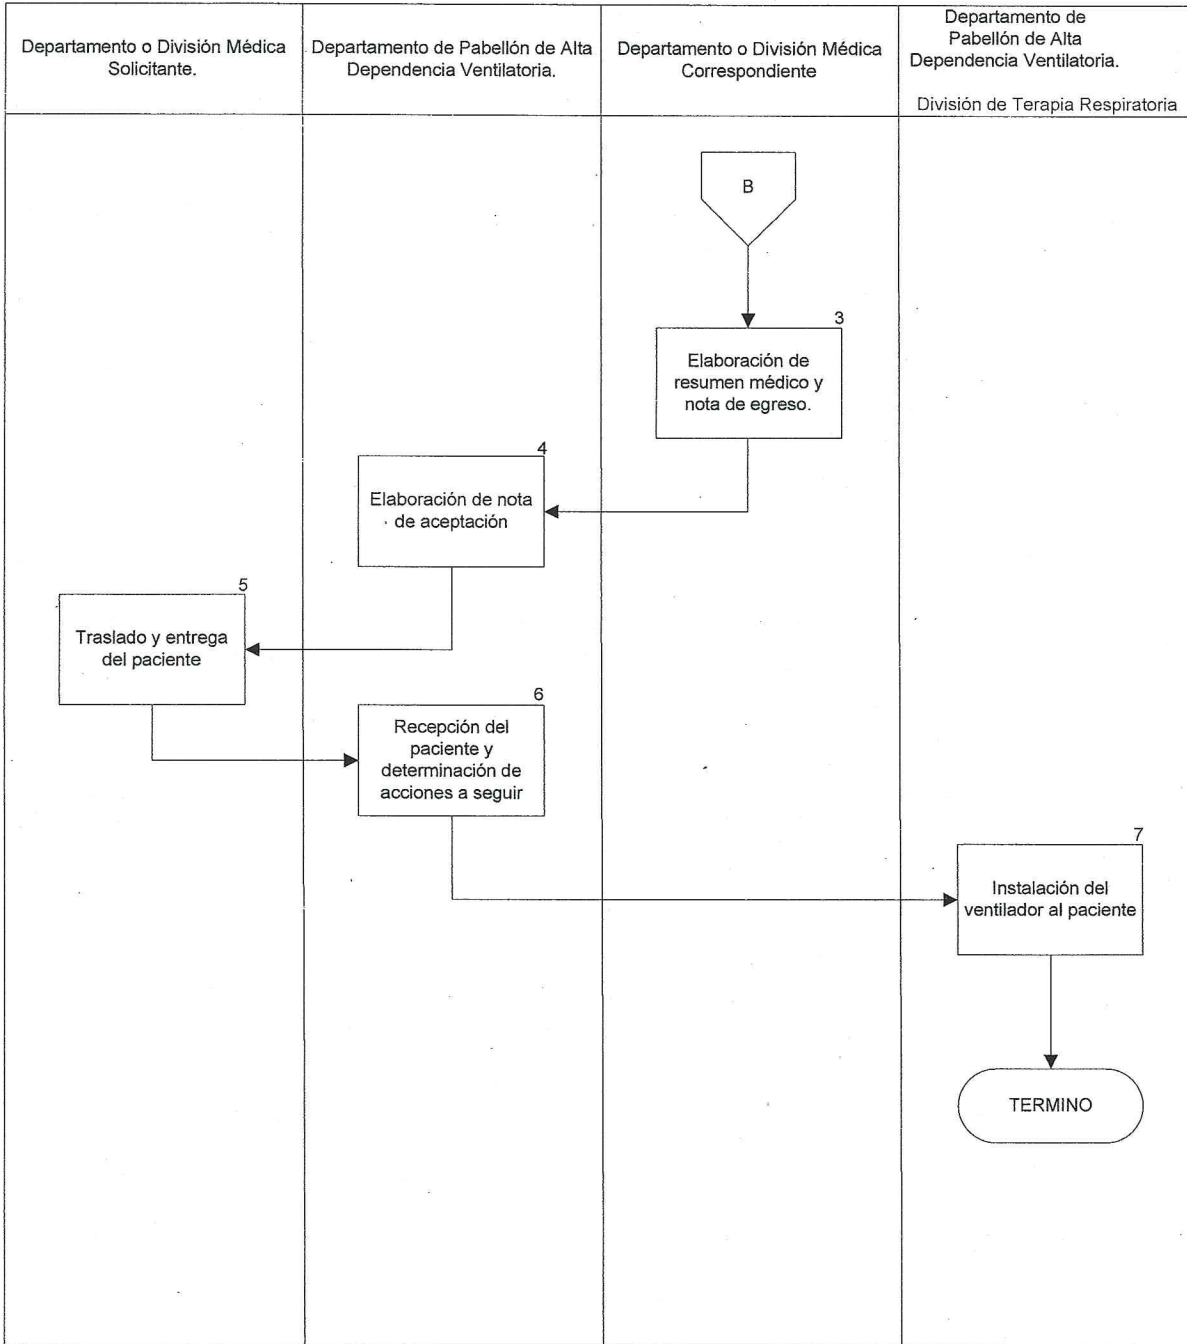 Departamento o División Médica
Solicitante.
Departamento de Pabellón de Alta
Dependencia Ventilatoria.
Departamento o División Médica
Correspondiente
Departamento de
Pabellón de Alta
Dependencia Ventilatoria.
División de Terapia Respiratoria
B
3
Elaboración de
resumen médico y
nota de egreso.
4
Elaboración de nota
de aceptación
5
Traslado y entrega
del paciente
6
Recepción del
paciente y
determinación de
acciones a seguir
7
Instalación del
ventilador al paciente
TERMINO